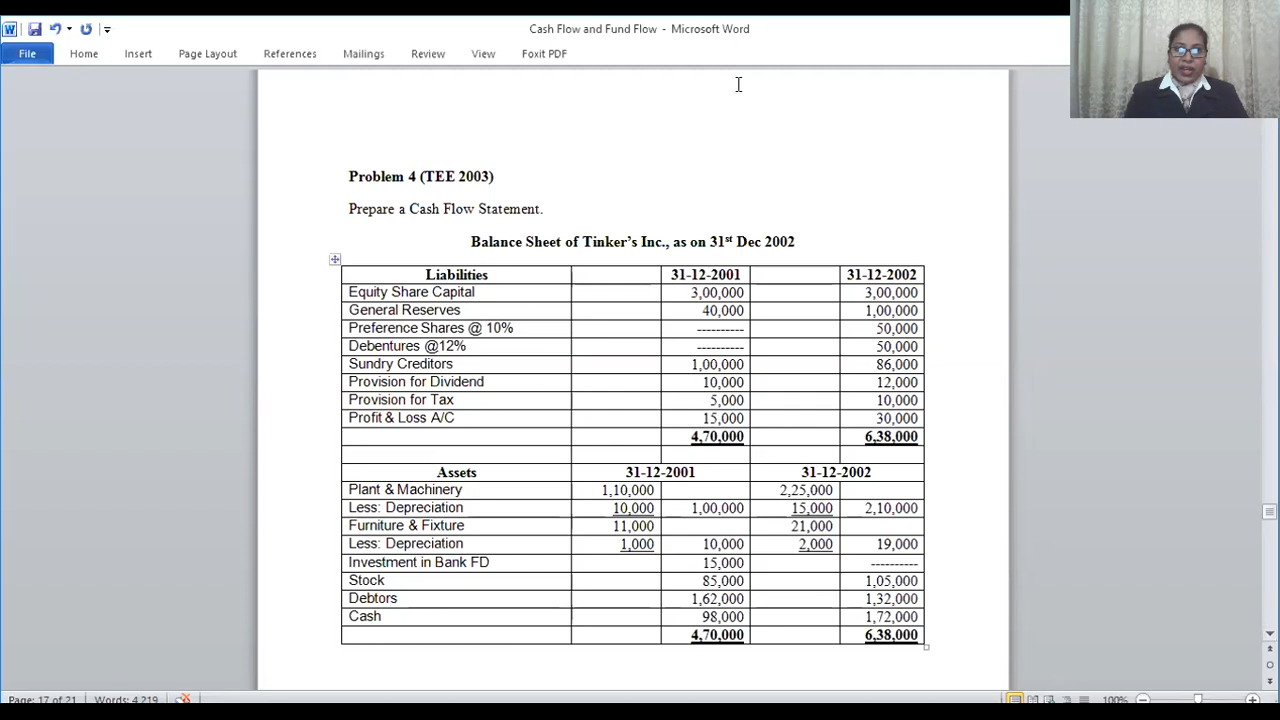 Cash Flow and Fund Flow - Microsoft Word
File Home Insert Page Layout References Mailings Review View Foxit PDF
Problem 4 (TEE 2003)
Prepare a Cash Flow Statement.
Balance Sheet of Tinker's Inc., as on 31st Dec 2002
Liabilities 31-12-2001 31-12-2002
Equity Share Capital 3,00,000 3,00,000
General Reserves 40,000 1,00,000
Preference Shares @ 10% ---------- 50,000
Debentures @12% ---------- 50,000
Sundry Creditors 1,00,000 86,000
Provision for Dividend 10,000 12,000
Provision for Tax 5,000 10,000
Profit & Loss A/C 15,000 30,000
4,70,000 6,38,000
Assets 31-12-2001 31-12-2002
Plant & Machinery 1,10,000 2,25,000
Less: Depreciation 10,000 1,00,000 15,000 2,10,000
Furniture & Fixture 11,000 21,000
Less: Depreciation 1,000 10,000 2,000 19,000
Investment in Bank FD 15,000 ----------
Stock 85,000 1,05,000
Debtors 1,62,000 1,32,000
Cash 98,000 1,72,000
4,70,000 6,38,000
Page: 17 of 21 Words: 4,219 100%